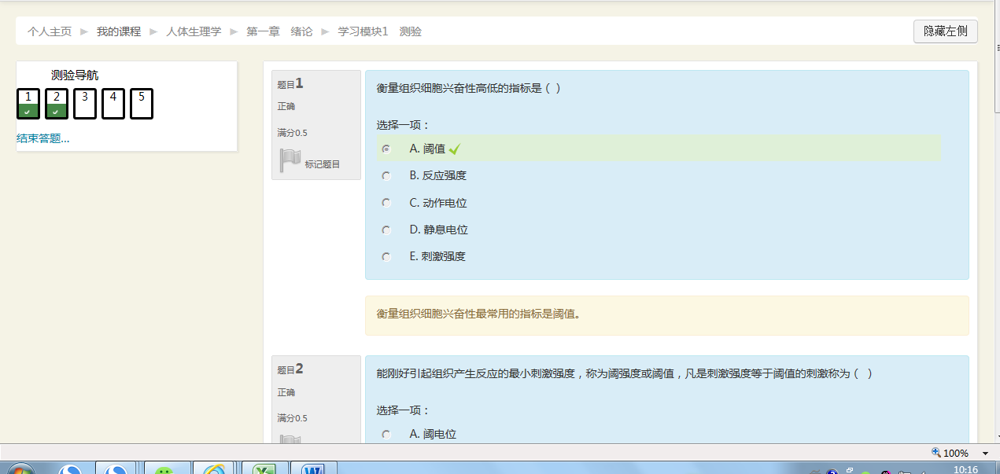 个人主页 ► 我的课程 ► 人体生理学 ► 第一章 绪论 ► 学习模块1 测验
隐藏左侧
测验导航
1 2 3 4 5
结束答题...
题目1
正确
满分0.5
标记题目
衡量组织细胞兴奋性高低的指标是（ ）
选择一项：
A. 阈值
B. 反应强度
C. 动作电位
D. 静息电位
E. 刺激强度
衡量组织细胞兴奋性最常用的指标是阈值。
题目2
正确
满分0.5
能刚好引起组织产生反应的最小刺激强度，称为阈强度或阈值，凡是刺激强度等于阈值的刺激称为（ ）
选择一项：
A. 阈电位
100%
10:16